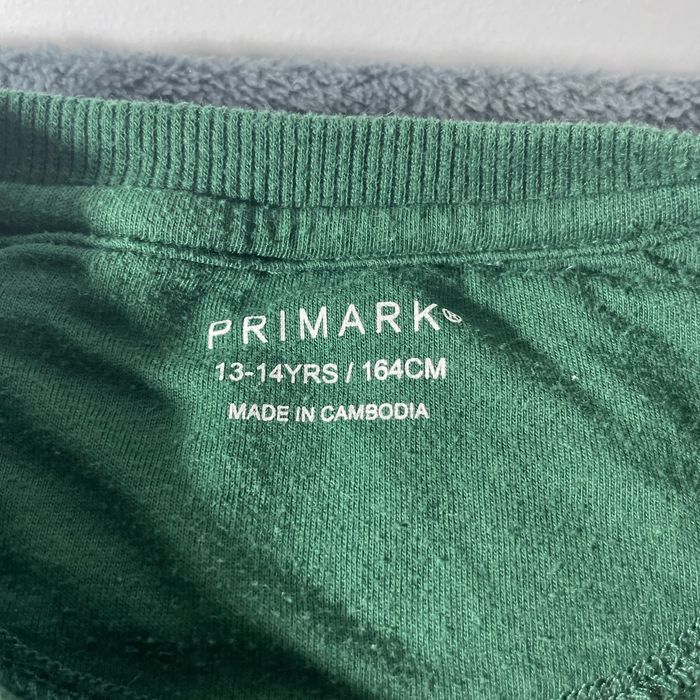 PRIMARK®
13-14YRS / 164CM
MADE IN CAMBODIA